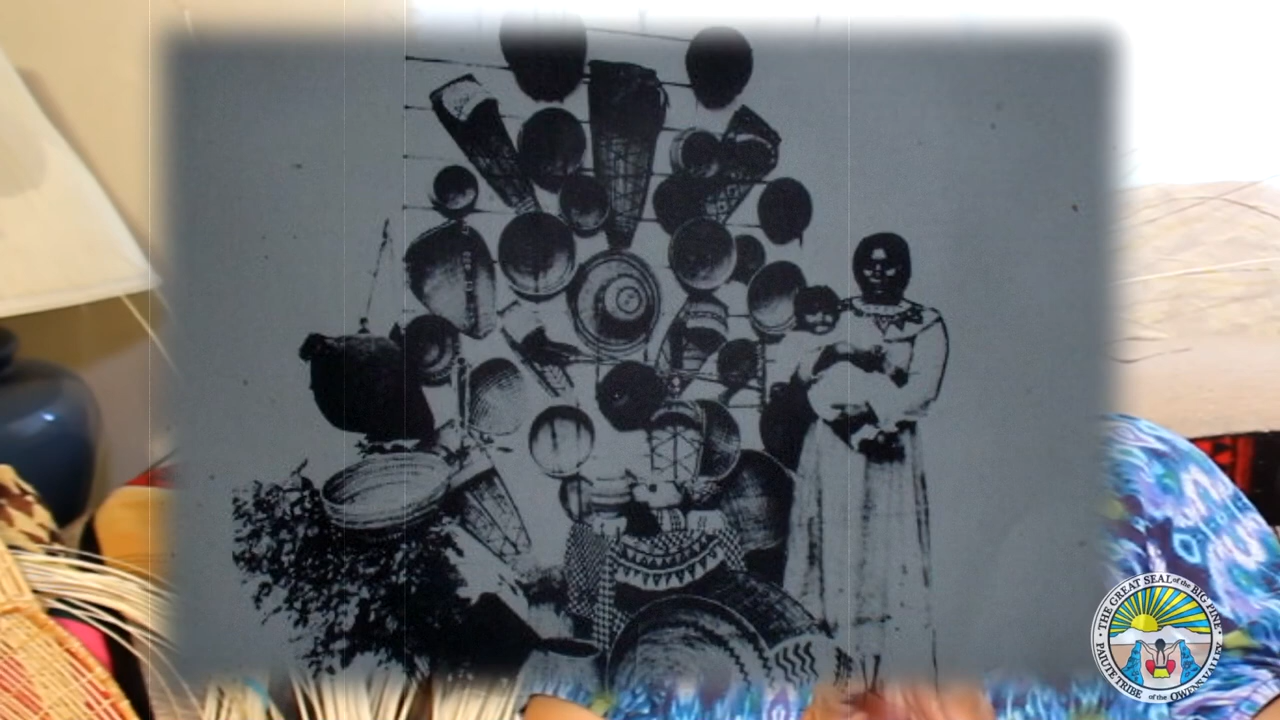 THE GREAT SEAL of the BIG PINE
PAIUTE TRIBE of the OWENS VALLEY